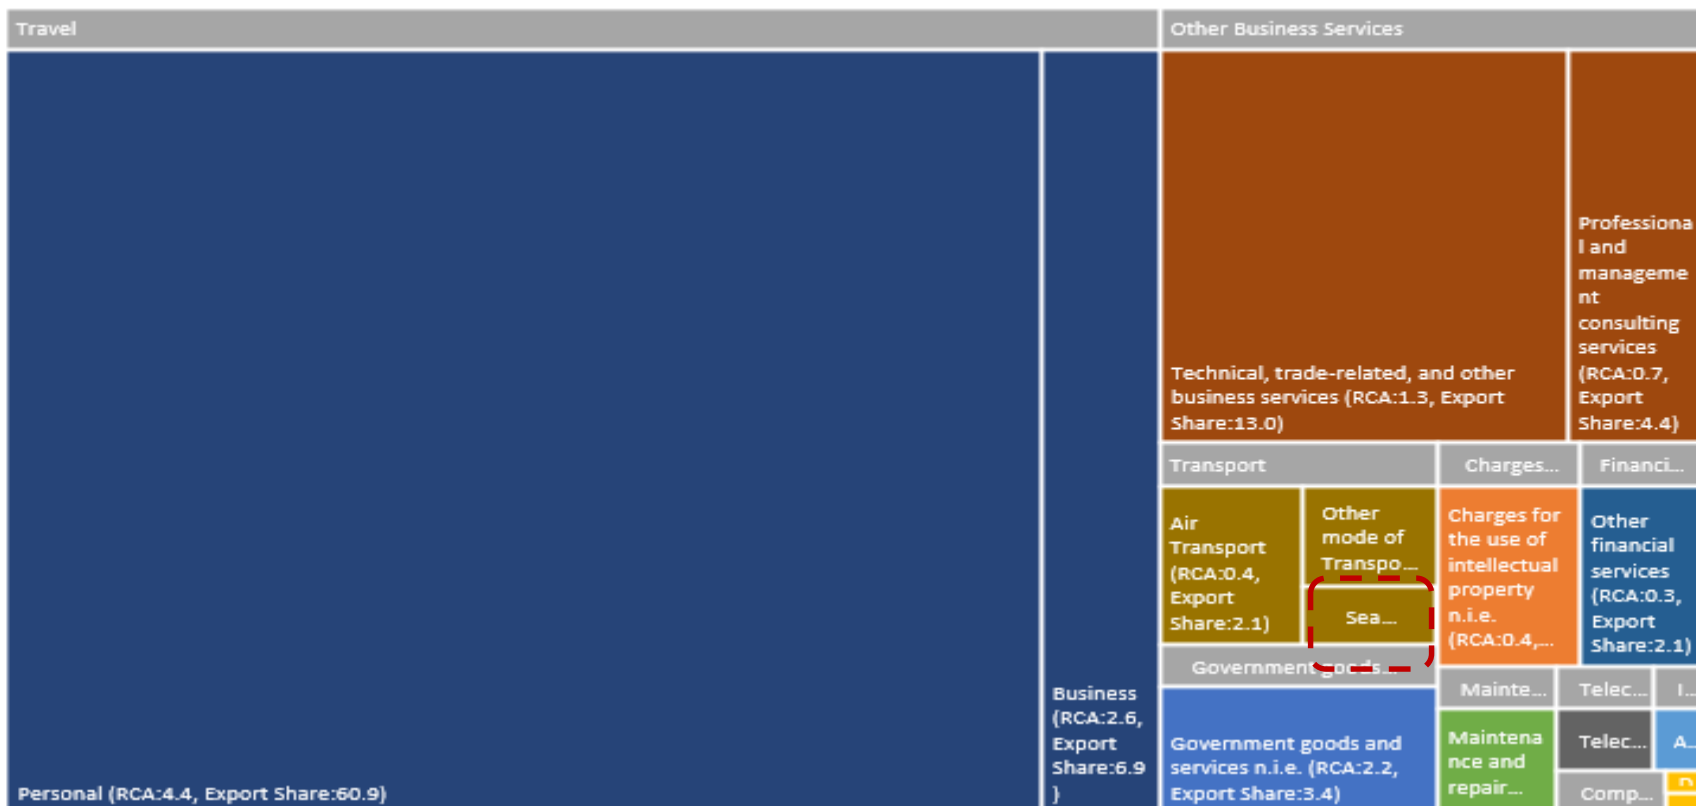 Travel
Other Business Services
Personal (RCA:4.4, Export Share:60.9)
Business
(RCA:2.6,
Export
Share:6.9
)
Technical, trade-related, and other
business services (RCA:1.3, Export
Share:13.0)
Professiona
l and
manageme
nt
consulting
services
(RCA:0.7,
Export
Share:4.4)
Transport
Charges...
Financi...
Air
Transport
(RCA:0.4,
Export
Share:2.1)
Other
mode of
Transpo...
Sea...
Charges for
the use of
intellectual
property
n.i.e.
(RCA:0.4,...
Other
financial
services
(RCA:0.3,
Export
Share:2.1)
Government goods...
Government goods and
services n.i.e. (RCA:2.2,
Export Share:3.4)
Mainte...
Maintena
nce and
repair...
Telec...
Telec...
I...
A...
Comp...